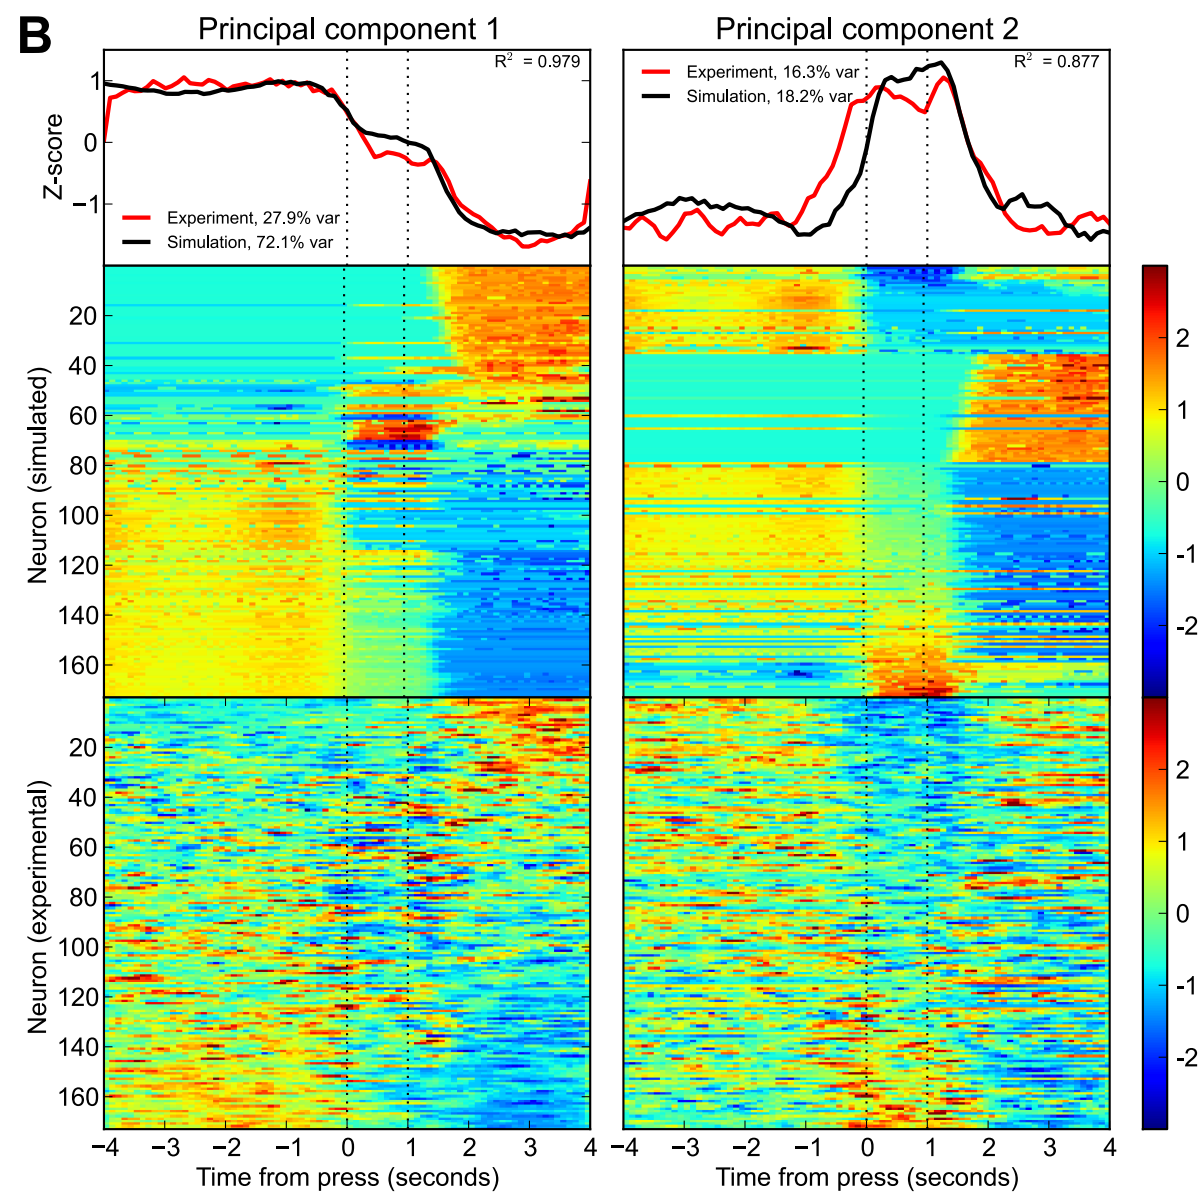 B
Principal component 1
Principal component 2
R² = 0.979
R² = 0.877
Z-score
1
0
−1
Experiment, 27.9% var
Simulation, 72.1% var
Experiment, 16.3% var
Simulation, 18.2% var
Neuron (simulated)
20
40
60
80
100
120
140
160
2
1
0
-1
-2
Neuron (experimental)
20
40
60
80
100
120
140
160
2
1
0
-1
-2
−4 −3 −2 −1 0 1 2 3 4
−4 −3 −2 −1 0 1 2 3 4
Time from press (seconds)
Time from press (seconds)